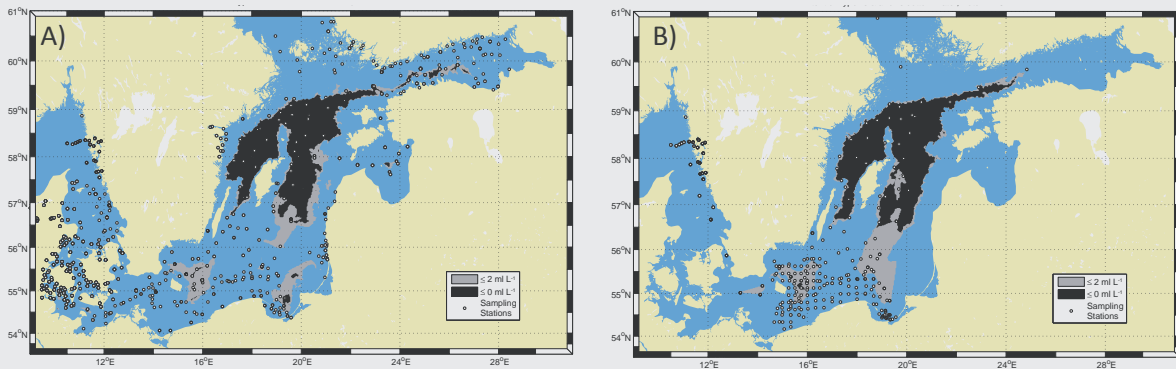 A)
61°N
60°N
59°N
58°N
57°N
56°N
55°N
54°N
12°E
16°E
20°E
24°E
28°E
≤ 2 ml L⁻¹
≤ 0 ml L⁻¹
Sampling
Stations
B)
61°N
60°N
59°N
58°N
57°N
56°N
55°N
54°N
12°E
16°E
20°E
24°E
28°E
≤ 2 ml L⁻¹
≤ 0 ml L⁻¹
Sampling
Stations